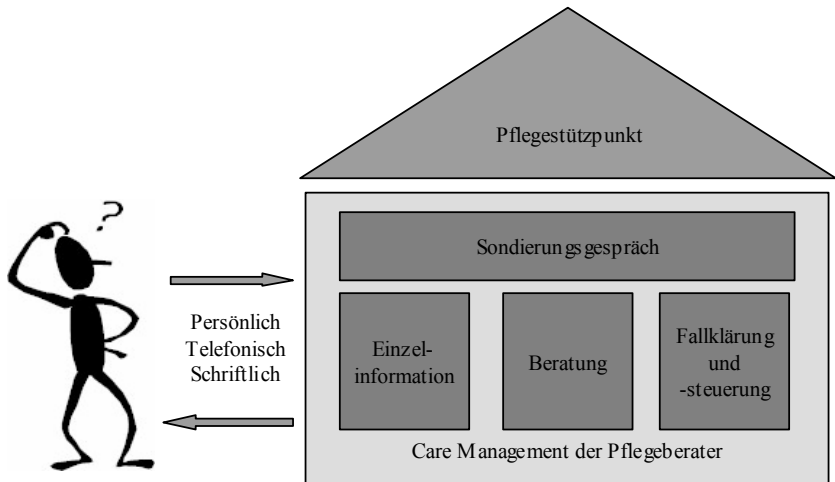 ?
Pflegestützpunkt
Sondierungsgespräch
Persönlich
Telefonisch
Schriftlich
Einzel-
information
Beratung
Fallklärung
und
-steuerung
Care Management der Pflegeberater